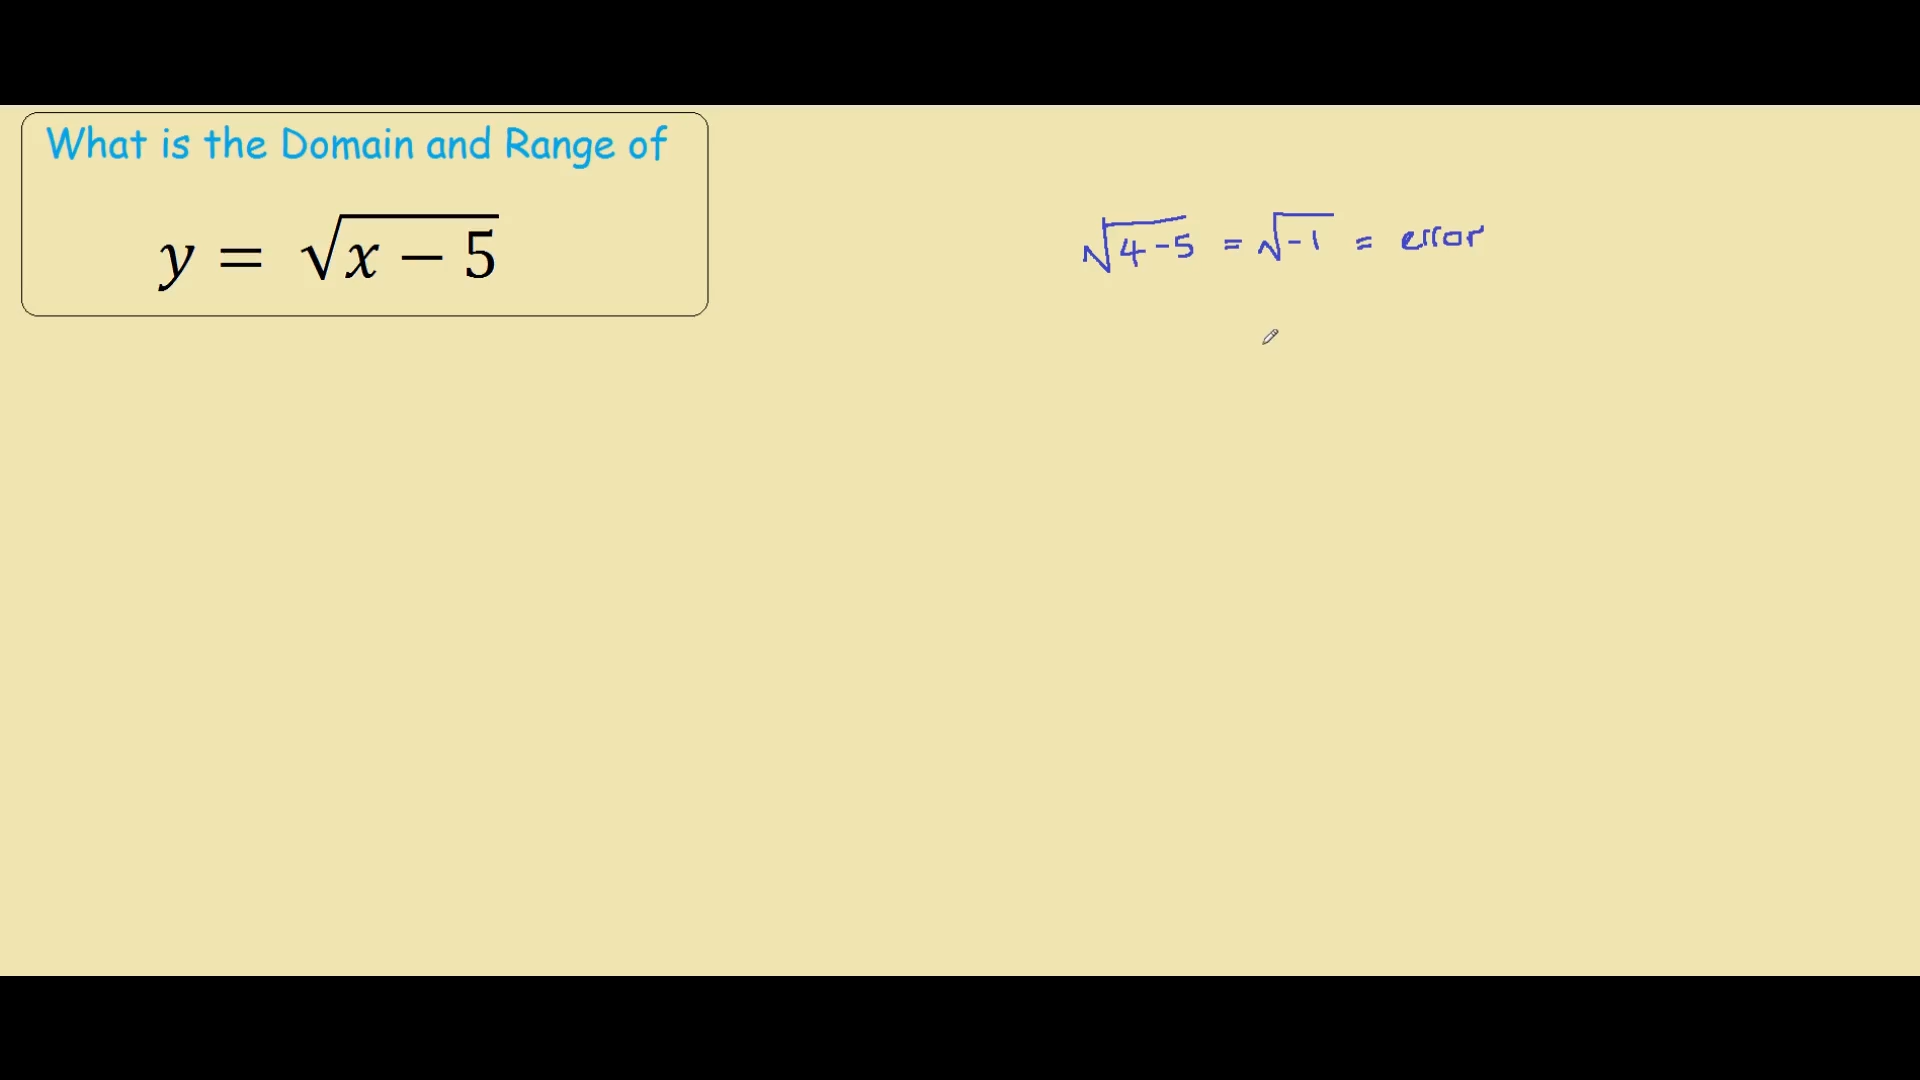 What is the Domain and Range of
y = √x − 5
√4-5 = √-1 = error